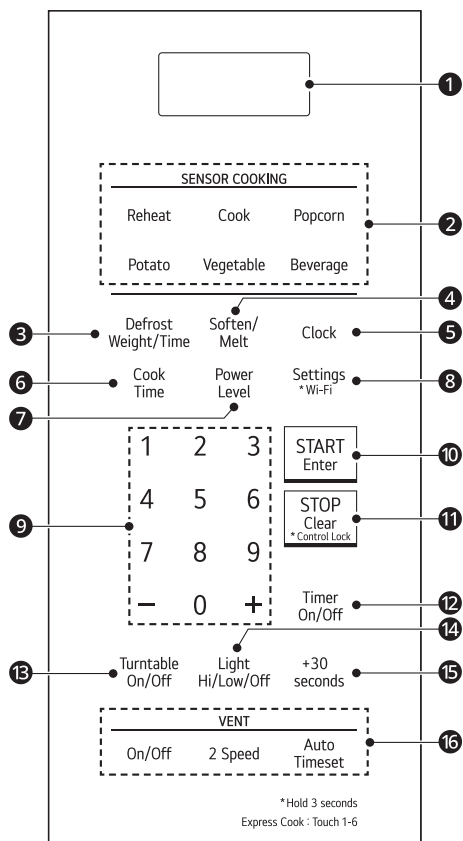 1
SENSOR COOKING
Reheat Cook Popcorn
2
Potato Vegetable Beverage
4
Defrost Soften/
3 Weight/Time Melt Clock 5
6 Cook Power Settings 8
Time Level *Wi-Fi
7
1 2 3 START 10
Enter
4 5 6 STOP 11
9 Clear
*Control Lock
7 8 9
− 0 + Timer 12
On/Off
14
13 Turntable Light +30 15
On/Off Hi/Low/Off seconds
VENT
On/Off 2 Speed Auto 16
Timeset
*Hold 3 seconds
Express Cook : Touch 1-6